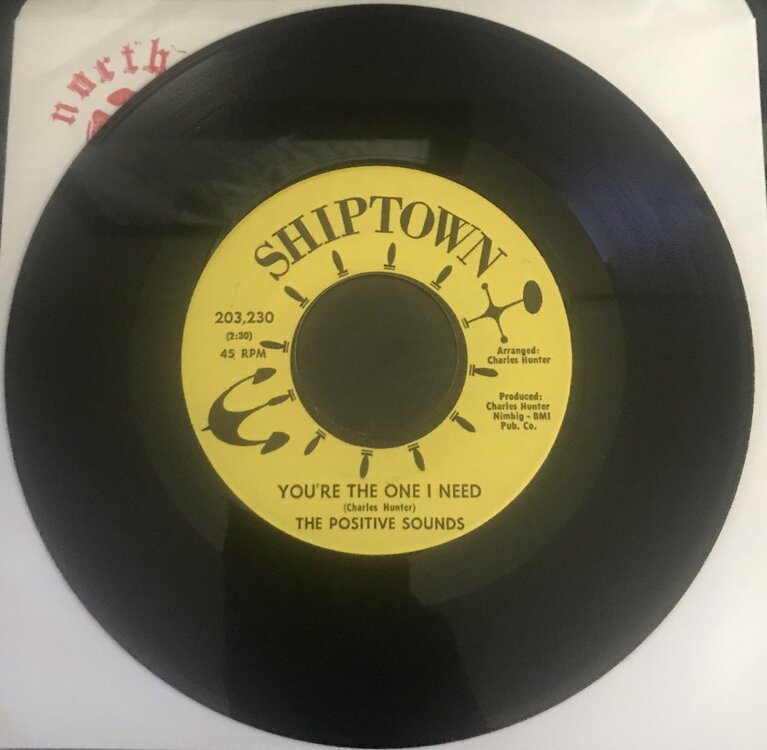 north
SHIPTOWN
203,230
(2:30)
45 RPM
Arranged:
Charles Hunter
Produced:
Charles Hunter
Nimbig - BMI
Pub. Co.
YOU'RE THE ONE I NEED
(Charles Hunter)
THE POSITIVE SOUNDS